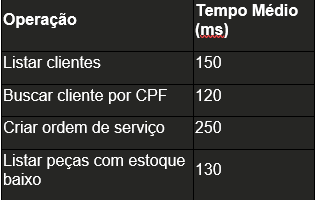 Operação
Tempo Médio
(ms)
Listar clientes
150
Buscar cliente por CPF
120
Criar ordem de serviço
250
Listar peças com estoque
baixo
130